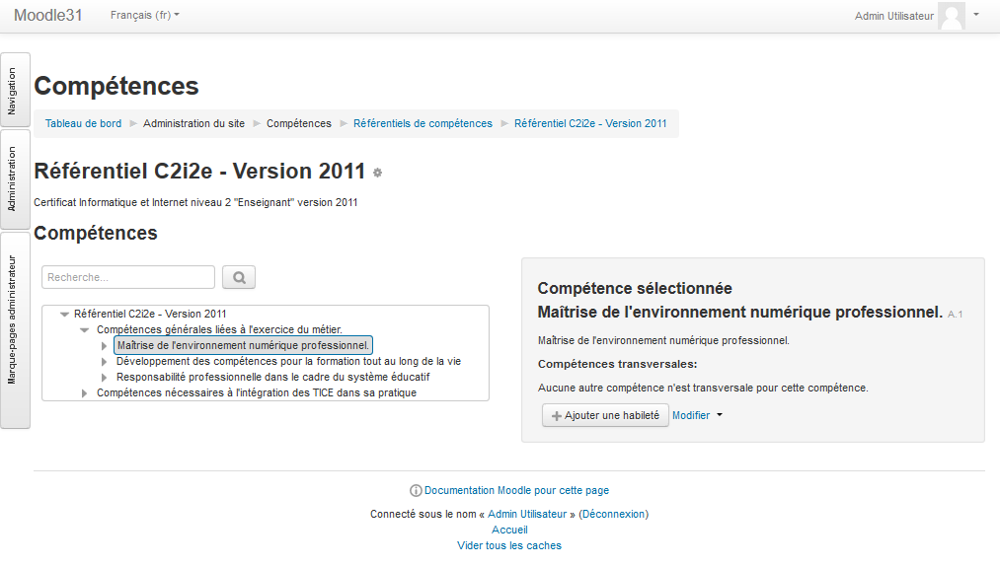 Moodle31 Français (fr) Admin Utilisateur
Navigation
Administration
Marque-pages administrateur
Compétences
Tableau de bord Administration du site Compétences Référentiels de compétences Référentiel C2i2e - Version 2011
Référentiel C2i2e - Version 2011
Certificat Informatique et Internet niveau 2 "Enseignant" version 2011
Compétences
Recherche...
Référentiel C2i2e - Version 2011
Compétences générales liées à l'exercice du métier.
Maîtrise de l'environnement numérique professionnel.
Développement des compétences pour la formation tout au long de la vie
Responsabilité professionnelle dans le cadre du système éducatif
Compétences nécessaires à l'intégration des TICE dans sa pratique
Compétence sélectionnée
Maîtrise de l'environnement numérique professionnel. A.1
Maîtrise de l'environnement numérique professionnel.
Compétences transversales:
Aucune autre compétence n'est transversale pour cette compétence.
Ajouter une habileté Modifier
Documentation Moodle pour cette page
Connecté sous le nom « Admin Utilisateur » (Déconnexion)
Accueil
Vider tous les caches